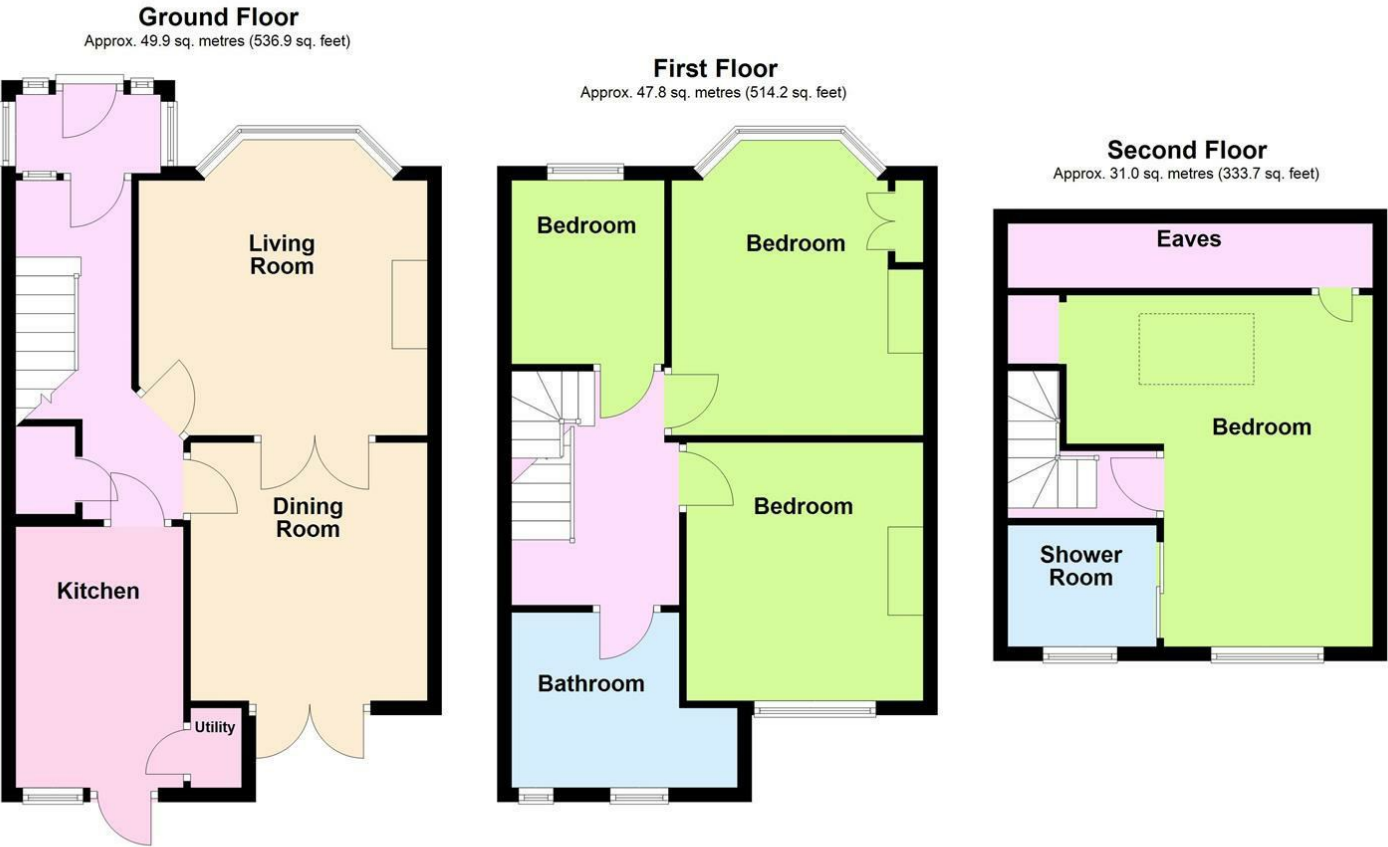 Ground Floor
Approx. 49.9 sq. metres (536.9 sq. feet)
Living
Room
Dining
Room
Kitchen
Utility
First Floor
Approx. 47.8 sq. metres (514.2 sq. feet)
Bedroom
Bedroom
Bedroom
Bathroom
Second Floor
Approx. 31.0 sq. metres (333.7 sq. feet)
Eaves
Bedroom
Shower
Room